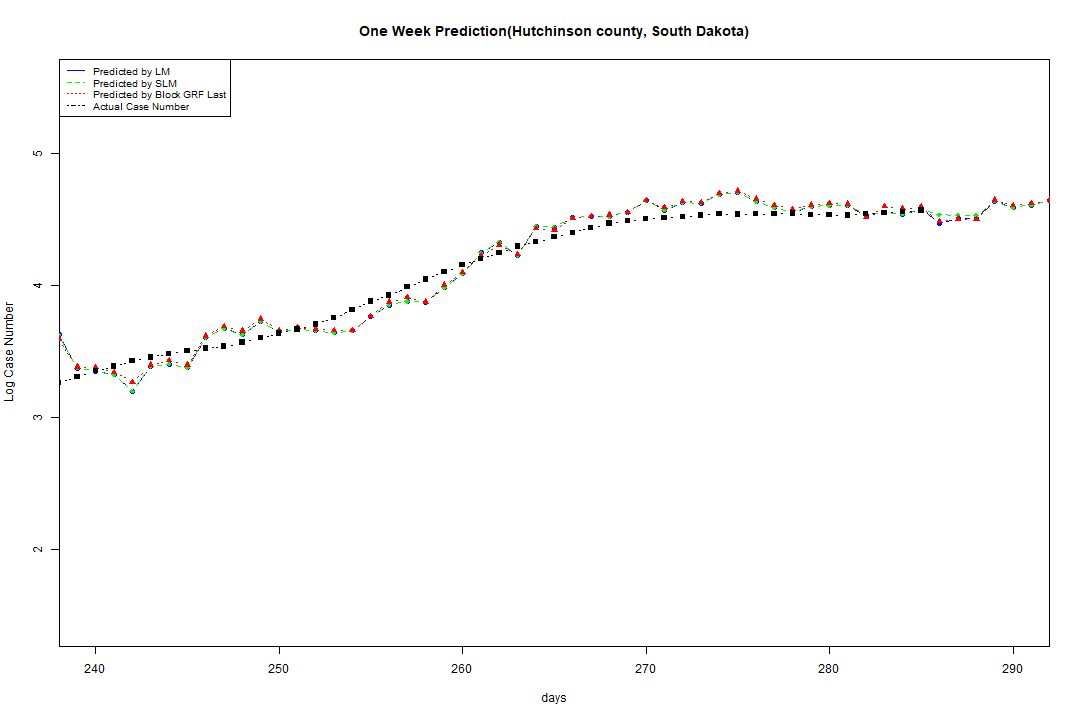 One Week Prediction(Hutchinson county, South Dakota)
Predicted by LM
Predicted by SLM
Predicted by Block GRF Last
Actual Case Number
5
4
3
2
Log Case Number
240 250 260 270 280 290
days